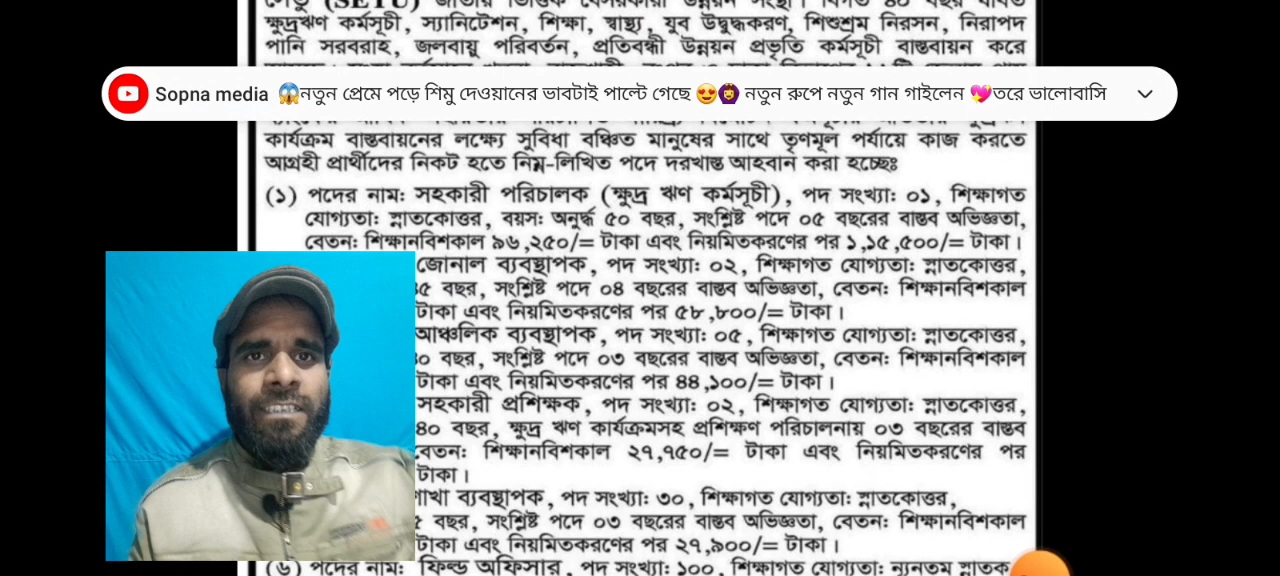 সেতু (SETU) জাতীয় ভিত্তিক বেসরকারী উন্নয়ন সংস্থা। বিগত ৪০ বছর যাবত
ক্ষুদ্রঋণ কর্মসূচী, স্যানিটেশন, শিক্ষা, স্বাস্থ্য, যুব উদ্বুদ্ধকরণ, শিশুশ্রম নিরসন, নিরাপদ
পানি সরবরাহ, জলবায়ু পরিবর্তন, প্রতিবন্ধী উন্নয়ন প্রভৃতি কর্মসূচী বাস্তবায়ন করে
Sopna media 😱নতুন প্রেমে পড়ে শিমু দেওয়ানের ভাবটাই পাল্টে গেছে 😍🙆‍♀️ নতুন রুপে নতুন গান গাইলেন 💖তরে ভালোবাসি
কার্যক্রম বাস্তবায়নের লক্ষ্যে সুবিধা বঞ্চিত মানুষের সাথে তৃণমূল পর্যায়ে কাজ করতে
আগ্রহী প্রার্থীদের নিকট হতে নিম্ন-লিখিত পদে দরখাস্ত আহবান করা হচ্ছেঃ
(১) পদের নাম: সহকারী পরিচালক (ক্ষুদ্র ঋণ কর্মসূচী), পদ সংখ্যা: ০১, শিক্ষাগত
যোগ্যতা: স্নাতকোত্তর, বয়স: অনুর্দ্ধ ৫০ বছর, সংশ্লিষ্ট পদে ০৫ বছরের বাস্তব অভিজ্ঞতা,
বেতন: শিক্ষানবিশকাল ৯৬,২৫০/= টাকা এবং নিয়মিতকরণের পর ১,১৫,৫০০/= টাকা।
জোনাল ব্যবস্থাপক, পদ সংখ্যা: ০২, শিক্ষাগত যোগ্যতা: স্নাতকোত্তর,
৪৫ বছর, সংশ্লিষ্ট পদে ০৪ বছরের বাস্তব অভিজ্ঞতা, বেতন: শিক্ষানবিশকাল
টাকা এবং নিয়মিতকরণের পর ৫৮,৮০০/= টাকা।
আঞ্চলিক ব্যবস্থাপক, পদ সংখ্যা: ০৫, শিক্ষাগত যোগ্যতা: স্নাতকোত্তর,
৪০ বছর, সংশ্লিষ্ট পদে ০৩ বছরের বাস্তব অভিজ্ঞতা, বেতন: শিক্ষানবিশকাল
টাকা এবং নিয়মিতকরণের পর ৪৪,১০০/= টাকা।
সহকারী প্রশিক্ষক, পদ সংখ্যা: ০২, শিক্ষাগত যোগ্যতা: স্নাতকোত্তর,
৪০ বছর, ক্ষুদ্র ঋণ কার্যক্রমসহ প্রশিক্ষণ পরিচালনায় ০৩ বছরের বাস্তব
বেতন: শিক্ষানবিশকাল ২৭,৭৫০/= টাকা এবং নিয়মিতকরণের পর
টাকা।
শাখা ব্যবস্থাপক, পদ সংখ্যা: ৩০, শিক্ষাগত যোগ্যতা: স্নাতকোত্তর,
বছর, সংশ্লিষ্ট পদে ০৩ বছরের বাস্তব অভিজ্ঞতা, বেতন: শিক্ষানবিশকাল
টাকা এবং নিয়মিতকরণের পর ২৭,৯০০/= টাকা।
(৬) পদের নাম: ফিল্ড অফিসার, পদ সংখ্যা: ১০০, শিক্ষাগত যোগ্যতা: ন্যূনতম স্নাতক